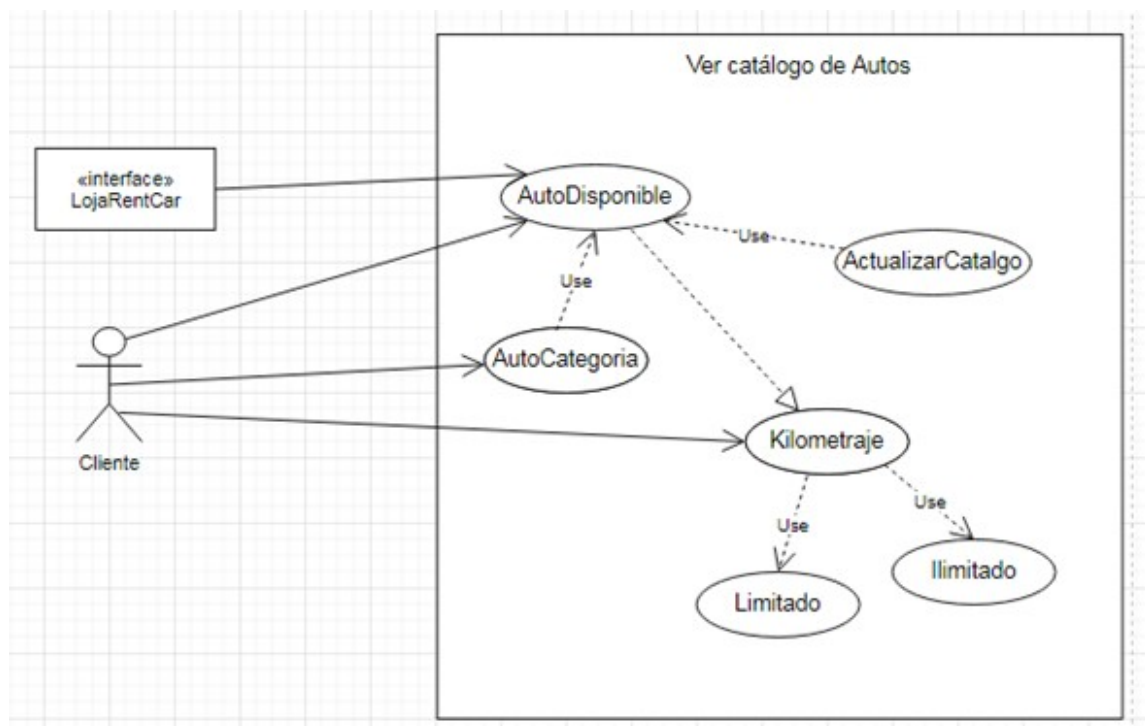 Ver catálogo de Autos
«interface»
LojaRentCar
AutoDisponible
Use
ActualizarCatalgo
Use
AutoCategoria
Kilometraje
Cliente
Use
Use
Ilimitado
Limitado